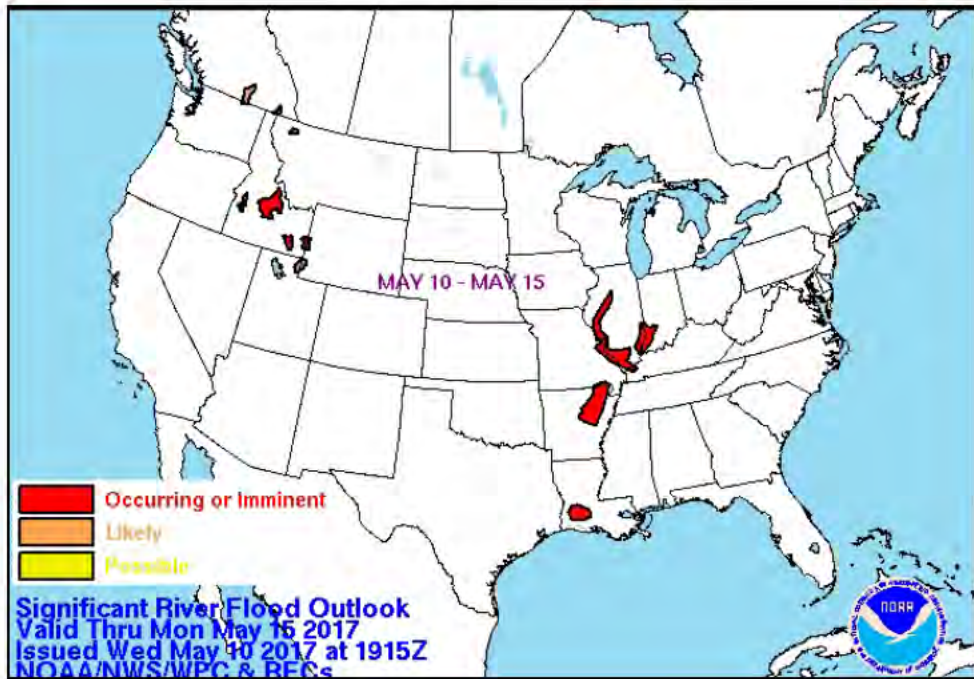 MAY 10 - MAY 15
Occurring or Imminent
Likely
Possible
Significant River Flood Outlook
Valid Thru Mon May 15 2017
Issued Wed May 10 2017 at 1915Z
NOAA/NWS/WPC & RFCs
NOAA